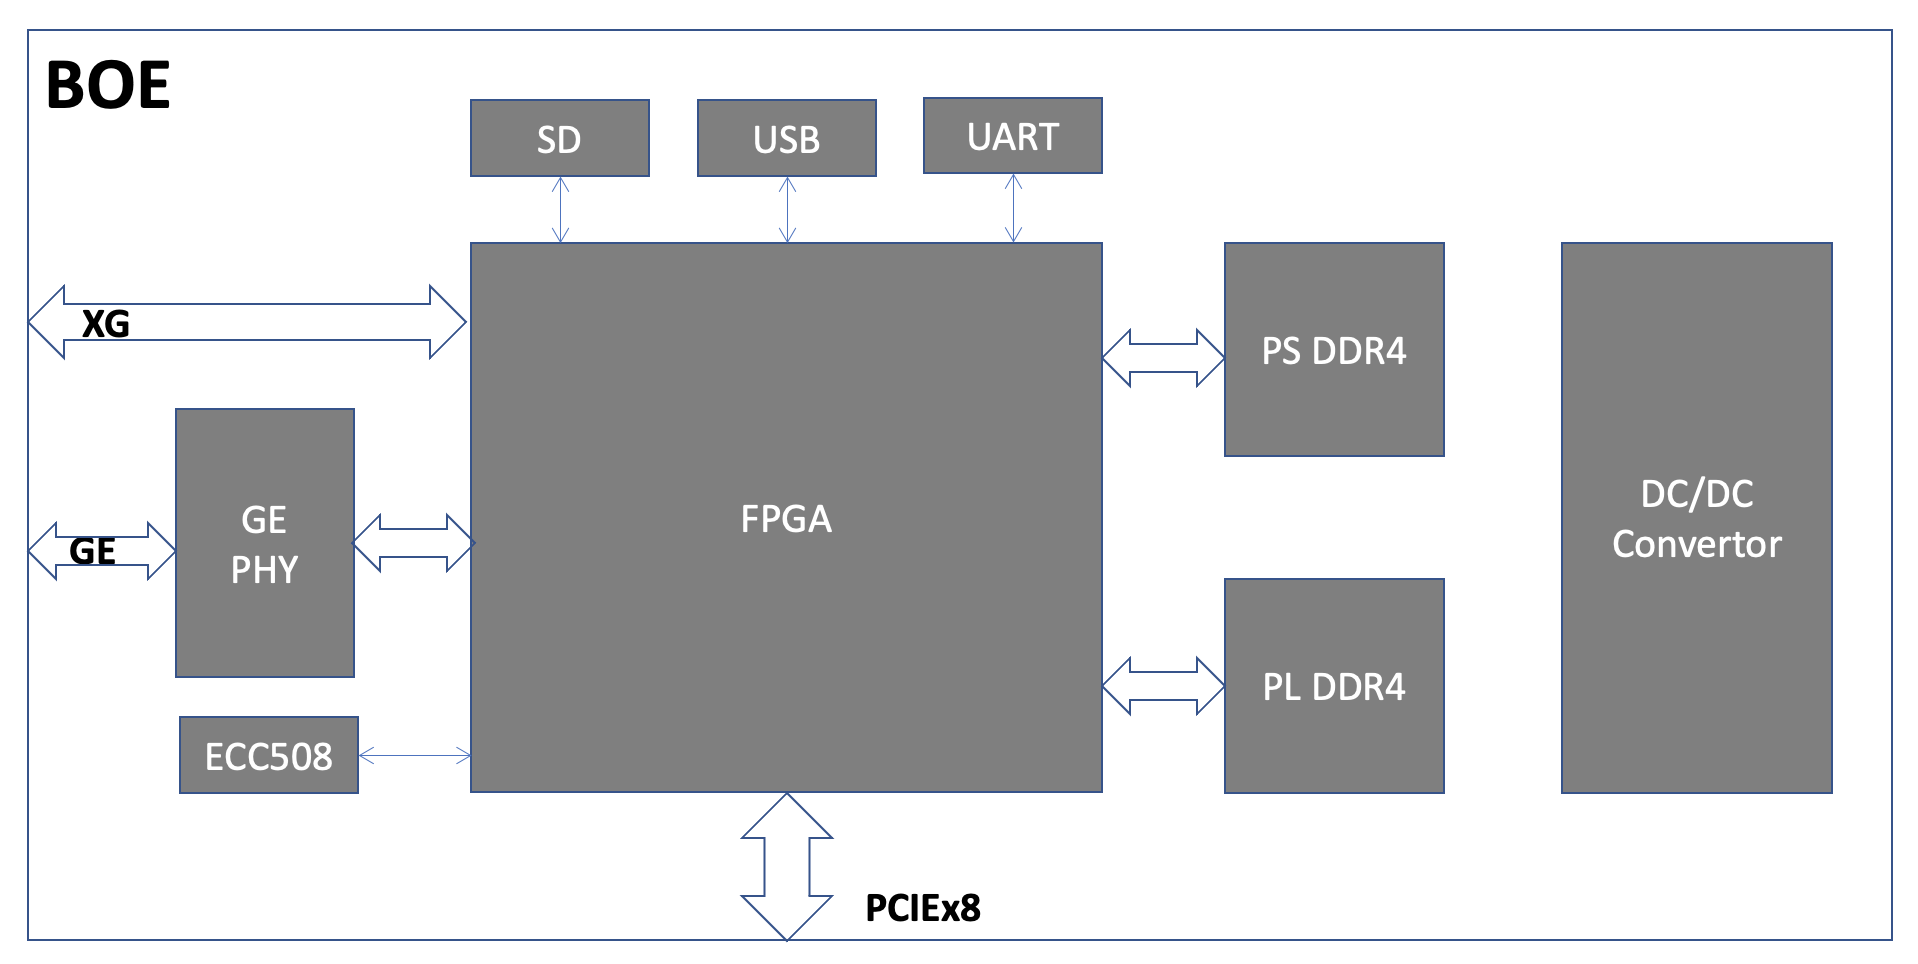 BOE
SD
USB
UART
XG
PS DDR4
GE
PHY
GE
FPGA
DC/DC
Convertor
PL DDR4
ECC508
PCIEx8